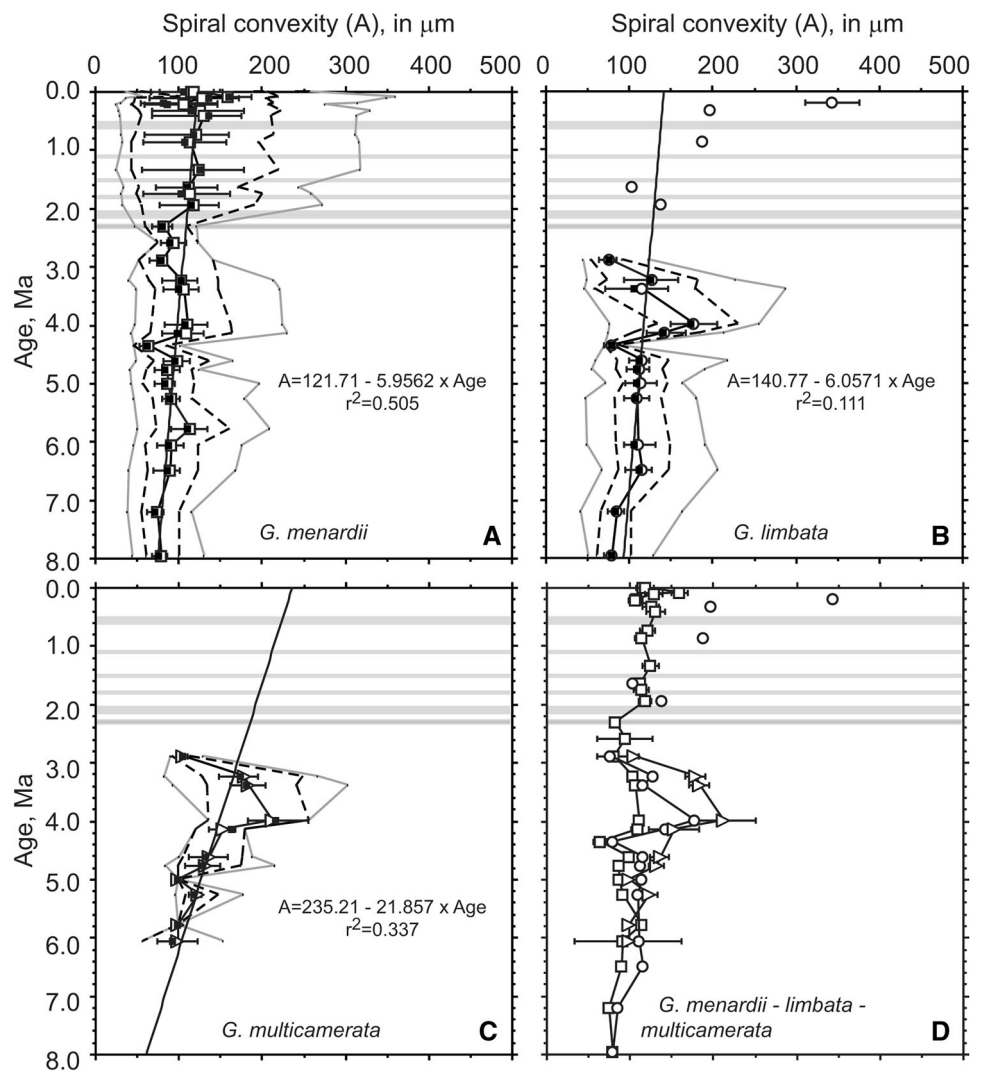 Spiral convexity (A), in μm
Spiral convexity (A), in μm
0 100 200 300 400 500
0 100 200 300 400 500
Age, Ma
0.0
1.0
2.0
3.0
4.0
5.0
6.0
7.0
8.0
A=121.71 - 5.9562 x Age
r2=0.505
G. menardii
A
A=140.77 - 6.0571 x Age
r2=0.111
G. limbata
B
Age, Ma
0.0
1.0
2.0
3.0
4.0
5.0
6.0
7.0
8.0
A=235.21 - 21.857 x Age
r2=0.337
G. multicamerata
C
G. menardii - limbata -
multicamerata
D